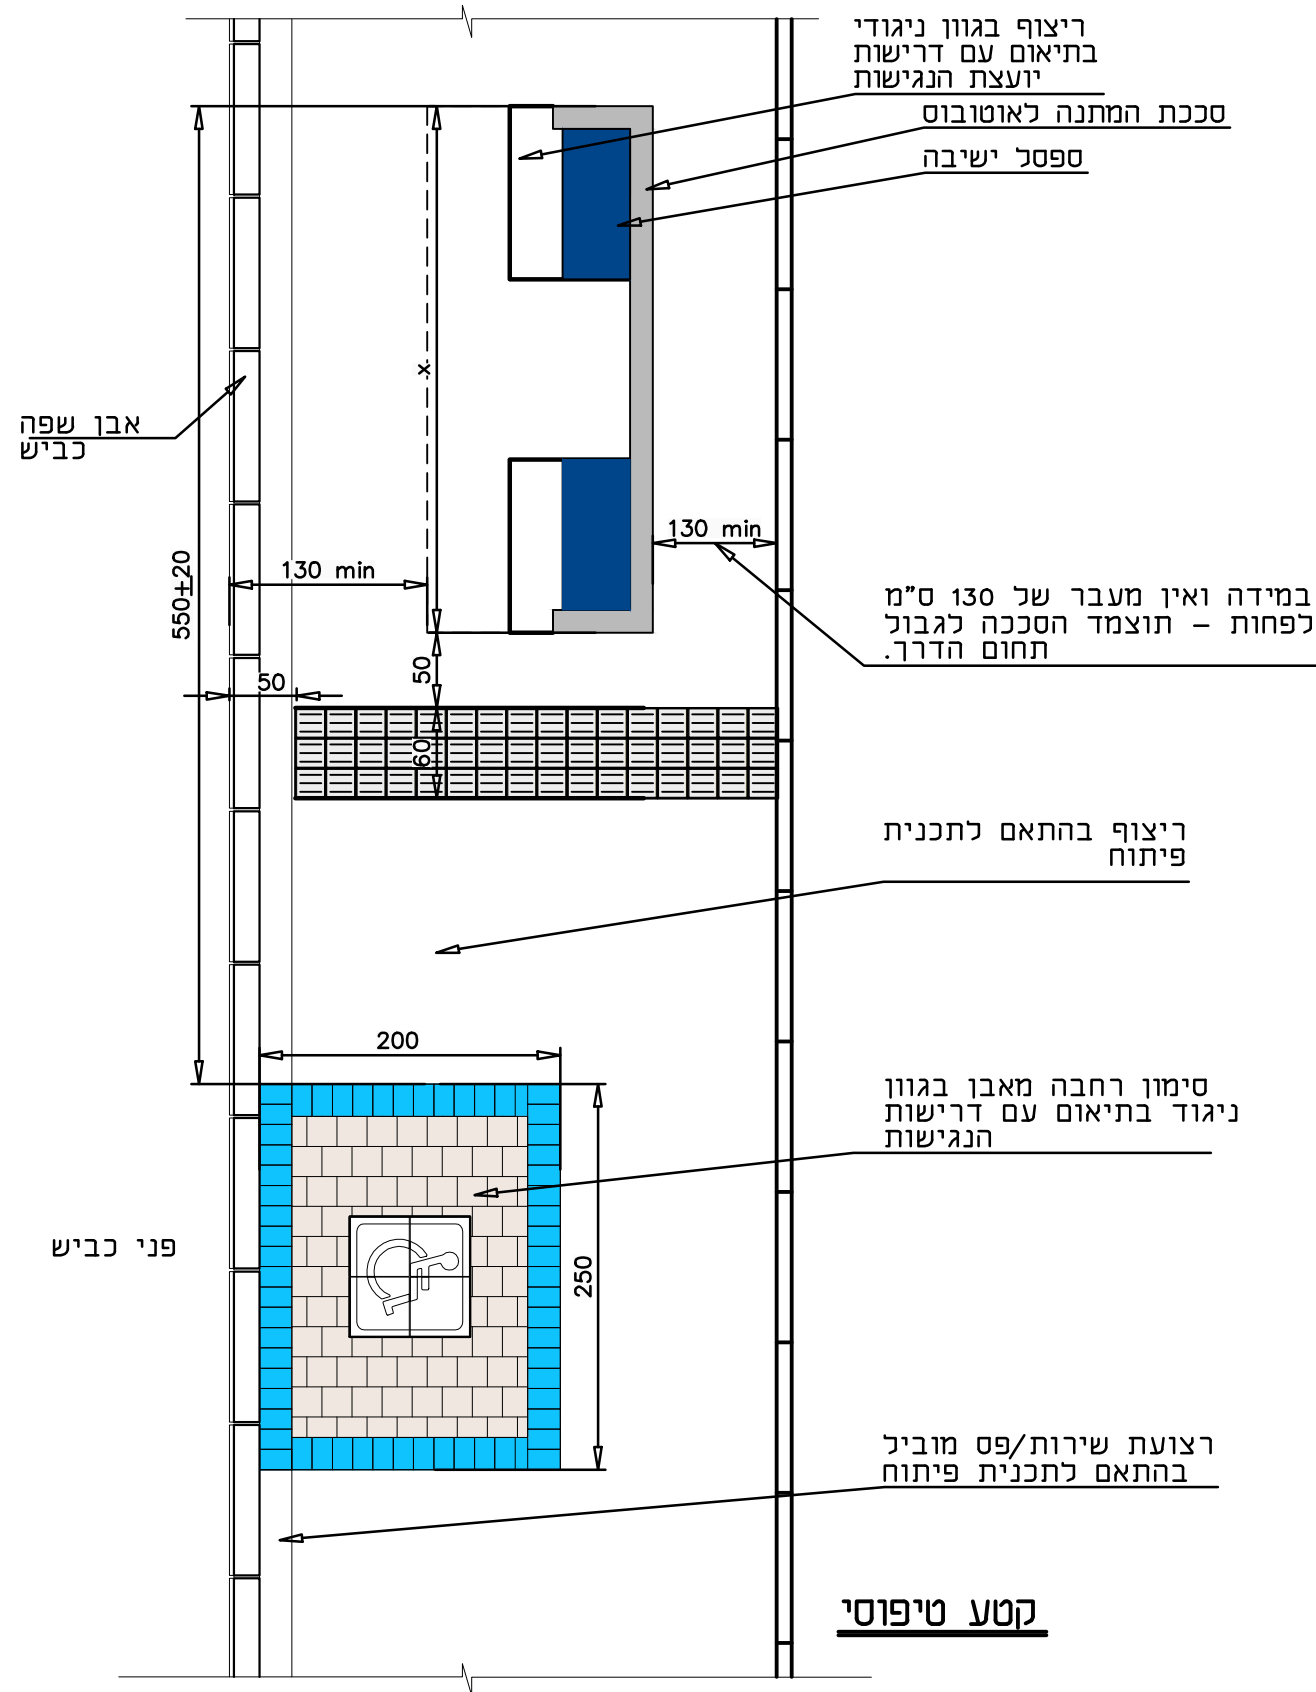 ריצוף בגוון ניגודי
בתיאום עם דרישות
יועצת הנגישות
סככת המתנה לאוטובוס
ספסל ישיבה
x
אבן שפה
כביש
130 min
130 min
550±20
במידה ואין מעבר של 130 ס"מ
לפחות – תוצמד הסככה לגבול
תחום הדרך.
50
50
60
ריצוף בהתאם לתכנית
פיתוח
200
סימון רחבה מאבן בגוון
ניגוד בתיאום עם דרישות
הנגישות
פני כביש
250
רצועת שירות/פס מוביל
בהתאם לתכנית פיתוח
קטע טיפוסי